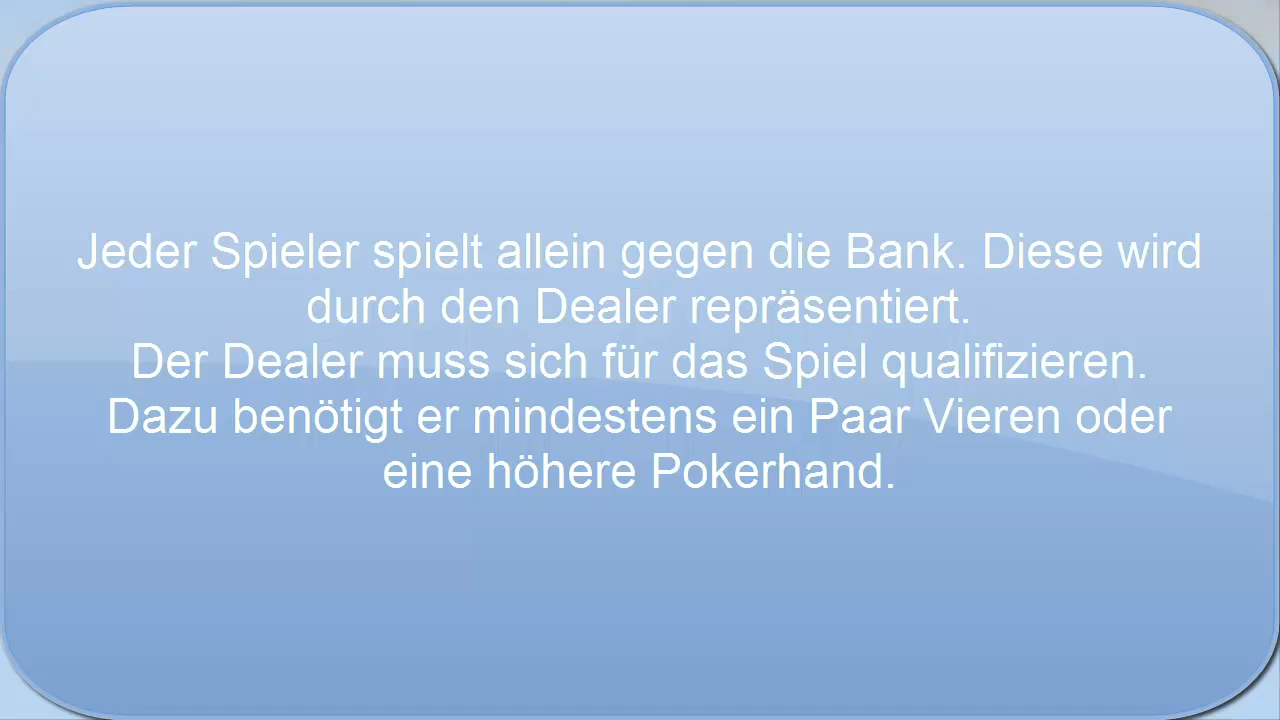 Jeder Spieler spielt allein gegen die Bank. Diese wird
durch den Dealer repräsentiert.
Der Dealer muss sich für das Spiel qualifizieren.
Dazu benötigt er mindestens ein Paar Vieren oder
eine höhere Pokerhand.